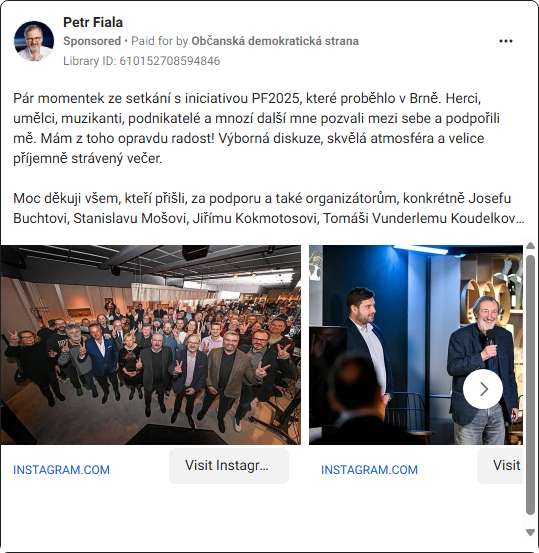 Petr Fiala
Sponsored • Paid for by Občanská demokratická strana
Library ID: 610152708594846
Pár momentek ze setkání s iniciativou PF2025, které proběhlo v Brně. Herci,
umělci, muzikanti, podnikatelé a mnozí další mne pozvali mezi sebe a podpořili
mě. Mám z toho opravdu radost! Výborná diskuze, skvělá atmosféra a velice
příjemně strávený večer.
Moc děkuji všem, kteří přišli, za podporu a také organizátorům, konkrétně Josefu
Buchtovi, Stanislavu Mošovi, Jiřímu Kokmotosovi, Tomáši Vunderlemu Koudelkov...
INSTAGRAM.COM
Visit Instagr...
INSTAGRAM.COM
Visit